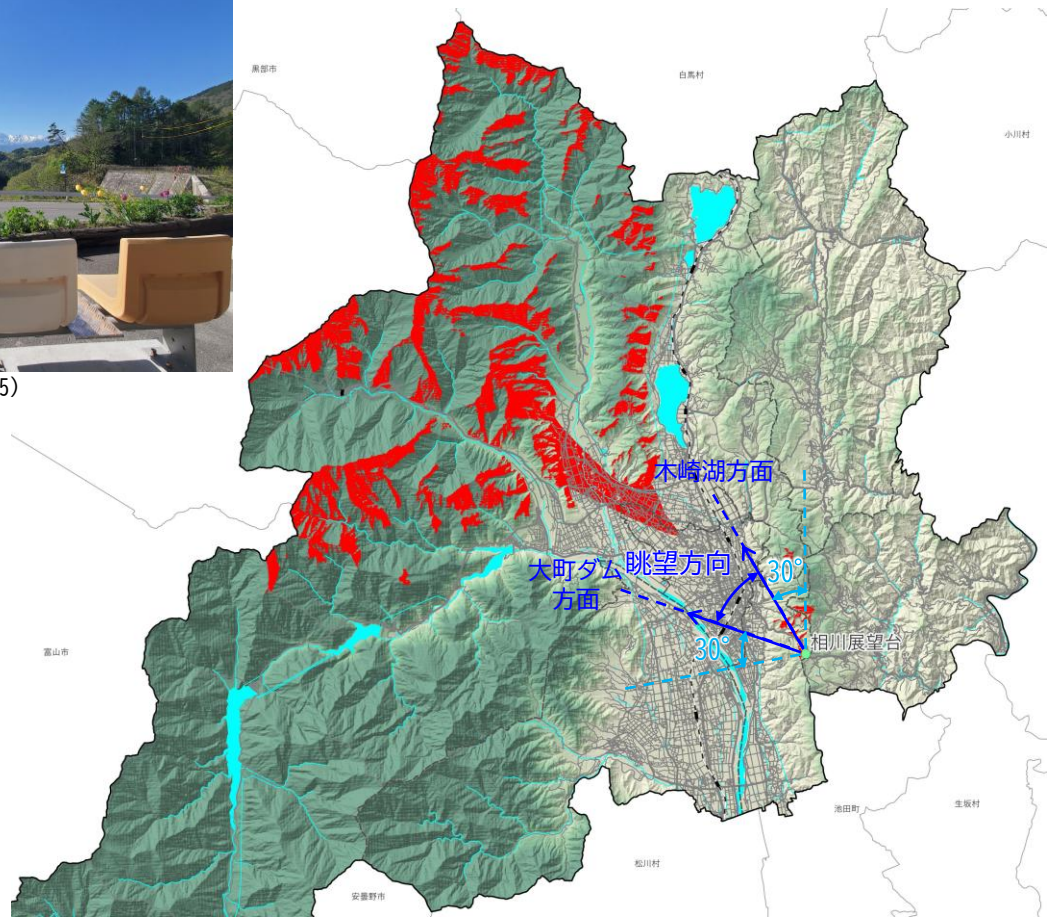 5)
黒部市
白馬村
小川村
木崎湖方面
大町ダム
方面
眺望方向
30°
30°
相川展望台
富山市
池田町
生坂村
松川村
安曇野市